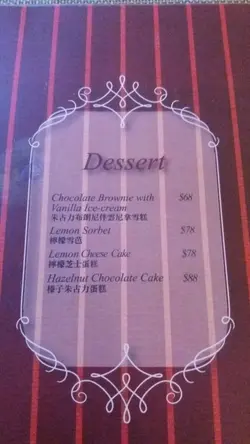 Dessert
Chocolate Brownie with $68
Vanilla Ice-cream
朱古力布朗尼伴雲尼拿雪糕
Lemon Sorbet $78
檸檬雪芭
Lemon Cheese Cake $78
檸檬芝士蛋糕
Hazelnut Chocolate Cake $88
榛子朱古力蛋糕